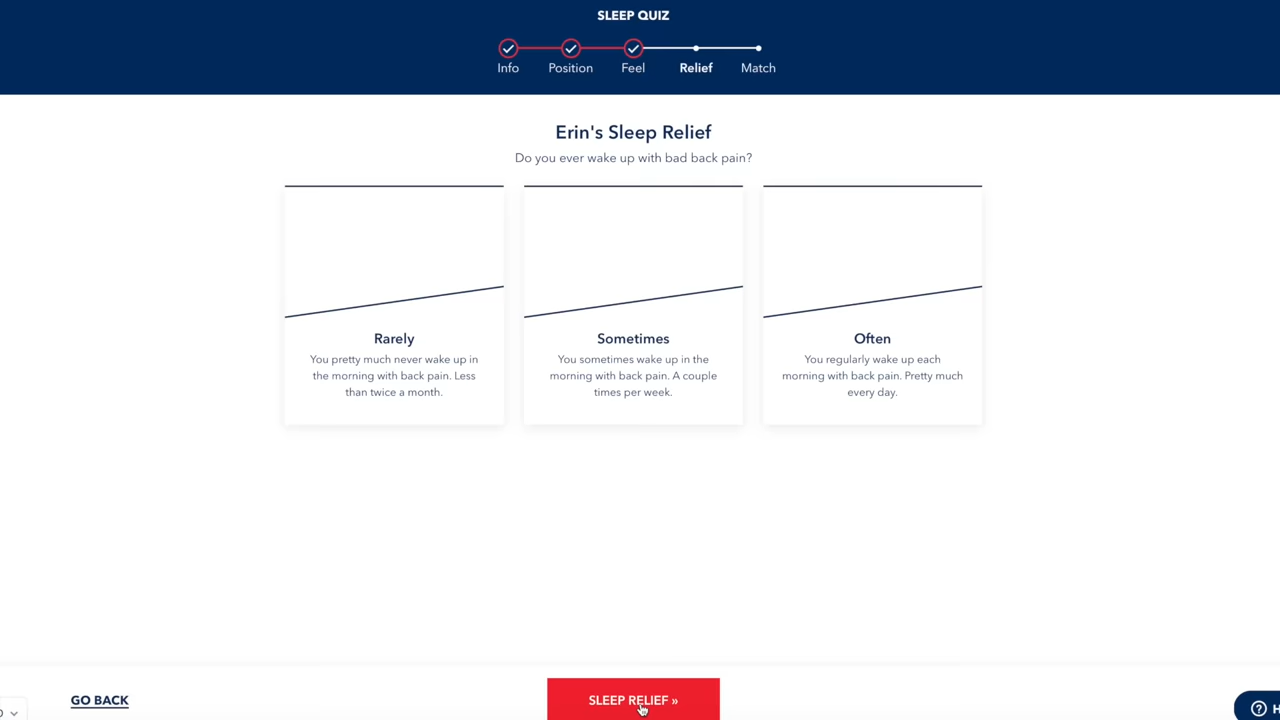 SLEEP QUIZ
Info
Position
Feel
Relief
Match
Erin's Sleep Relief
Do you ever wake up with bad back pain?
Rarely
You pretty much never wake up in
the morning with back pain. Less
than twice a month.
Sometimes
You sometimes wake up in the
morning with back pain. A couple
times per week.
Often
You regularly wake up each
morning with back pain. Pretty much
every day.
GO BACK
SLEEP RELIEF »